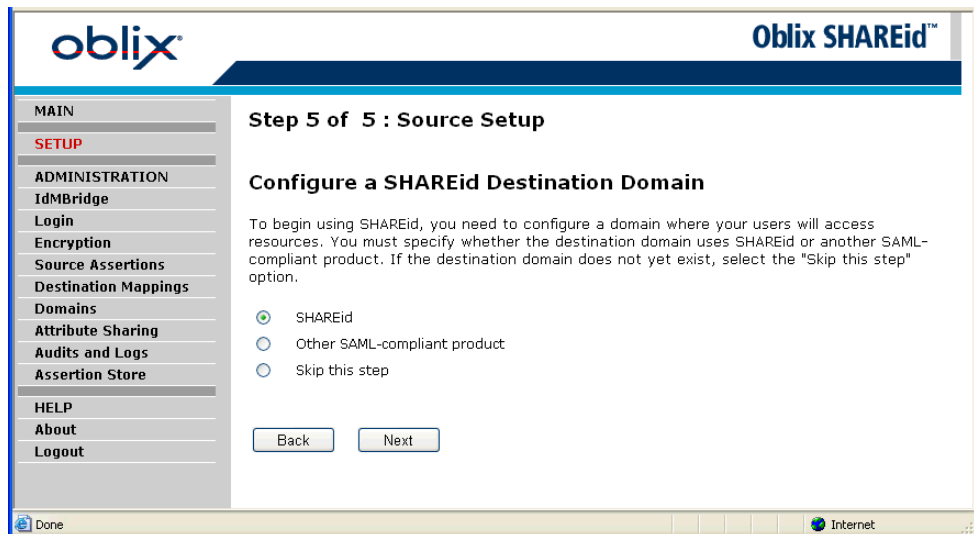 oblix
Oblix SHAREid™
MAIN
SETUP
ADMINISTRATION
IdMBridge
Login
Encryption
Source Assertions
Destination Mappings
Domains
Attribute Sharing
Audits and Logs
Assertion Store
HELP
About
Logout
Step 5 of 5 : Source Setup
Configure a SHAREid Destination Domain
To begin using SHAREid, you need to configure a domain where your users will access
resources. You must specify whether the destination domain uses SHAREid or another SAML-
compliant product. If the destination domain does not yet exist, select the "Skip this step"
option.
SHAREid
Other SAML-compliant product
Skip this step
Back Next
Done Internet